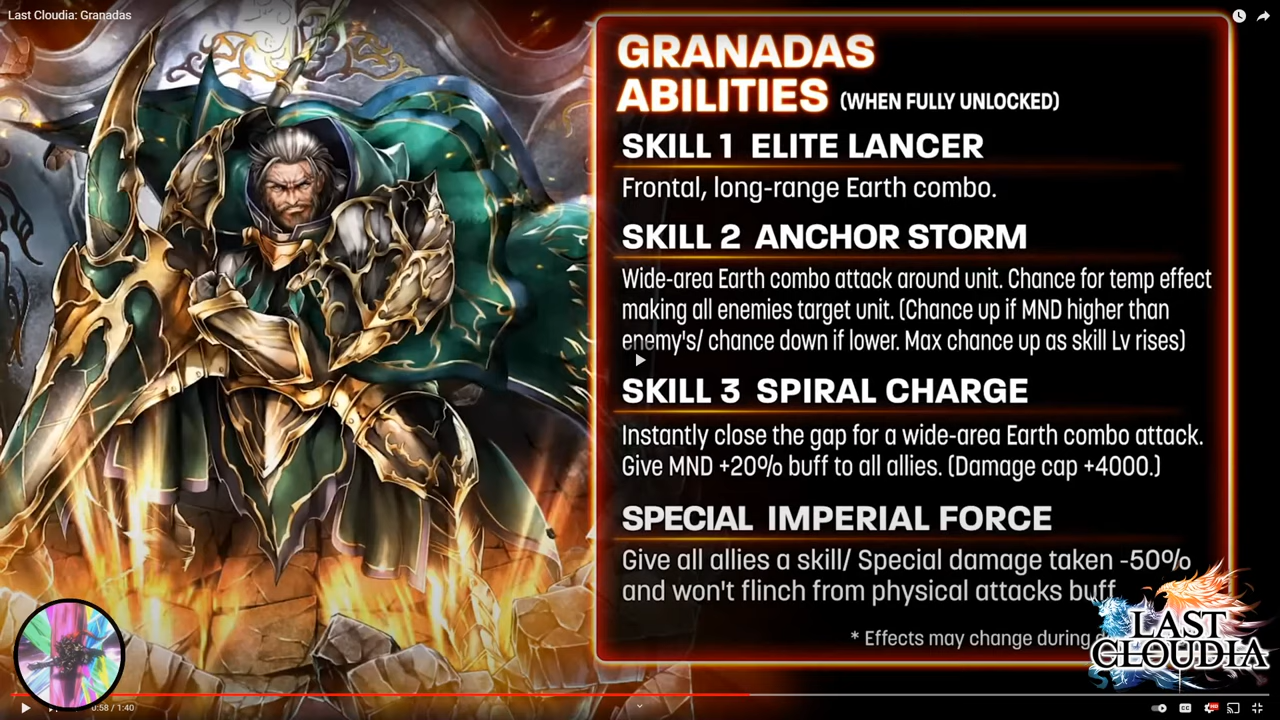 Last Cloudia: Granadas
GRANADAS
ABILITIES (WHEN FULLY UNLOCKED)
SKILL 1 ELITE LANCER
Frontal, long-range Earth combo.
SKILL 2 ANCHOR STORM
Wide-area Earth combo attack around unit. Chance for temp effect
making all enemies target unit. (Chance up if MND higher than
enemy's/ chance down if lower. Max chance up as skill Lv rises)
SKILL 3 SPIRAL CHARGE
Instantly close the gap for a wide-area Earth combo attack.
Give MND +20% buff to all allies. (Damage cap +4000.)
SPECIAL IMPERIAL FORCE
Give all allies a skill/ Special damage taken -50%
and won't flinch from physical attacks buff
* Effects may change during
LAST
CLOUDIA
0:58 / 1:40
CC
HD